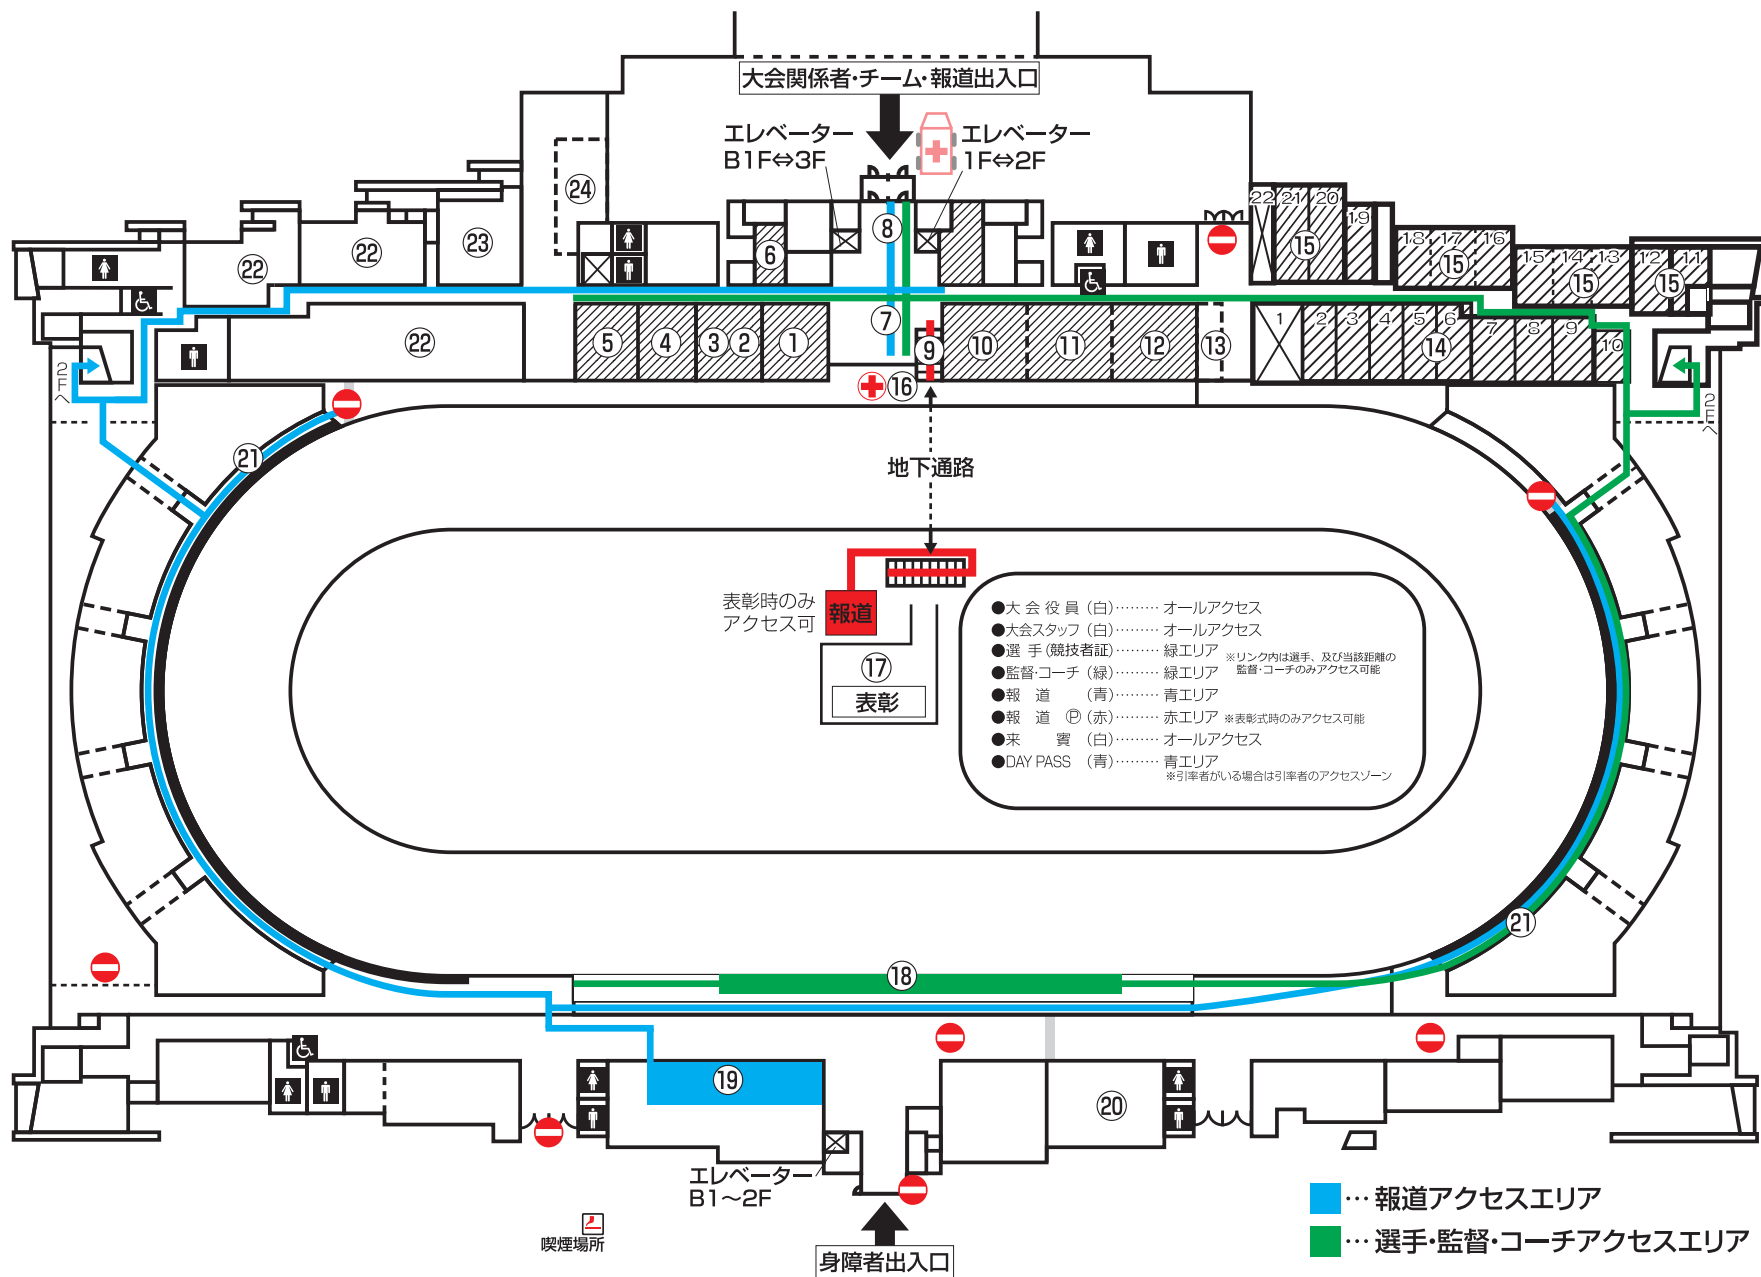 大会関係者・チーム・報道出入口
エレベーター
B1F⇔3F
エレベーター
1F⇔2F
24
23
22
22
22
6
8
7
5
4
3
2
1
9
10
11
12
13
16
22
21
20
19
15
18
17
16
15
15
14
13
15
12
11
15
1
2
3
4
5
6
7
8
9
10
14
2Fへ
2Fへ
21
地下通路
表彰時のみ
アクセス可
報道
17
表彰
●大会役員（白）……… オールアクセス
●大会スタッフ（白）……… オールアクセス
●選手（競技者証）……… 緑エリア ※リンク内は選手、及び当該距離の
監督・コーチのみアクセス可能
●監督・コーチ（緑）……… 緑エリア
●報道（青）……… 青エリア
●報道Ⓟ（赤）……… 赤エリア ※表彰式時のみアクセス可能
●来賓（白）……… オールアクセス
●DAY PASS（青）……… 青エリア
※引率者がいる場合は引率者のアクセスゾーン
21
18
19
20
エレベーター
B1～2F
喫煙場所
身障者出入口
… 報道アクセスエリア
… 選手・監督・コーチアクセスエリア